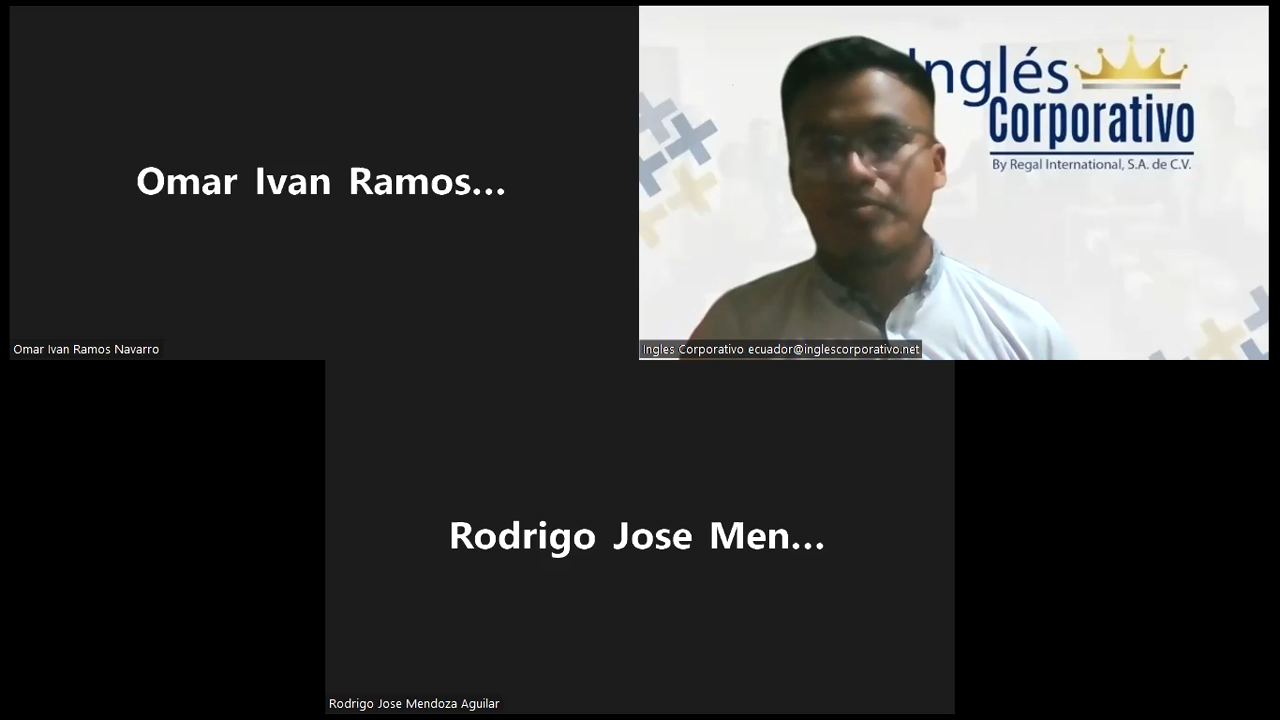 Omar Ivan Ramos...
Omar Ivan Ramos Navarro
Inglés
Corporativo
By Regal International, S.A. de C.V.
Ingles Corporativo ecuador@inglescorporativo.net
Rodrigo Jose Men...
Rodrigo Jose Mendoza Aguilar